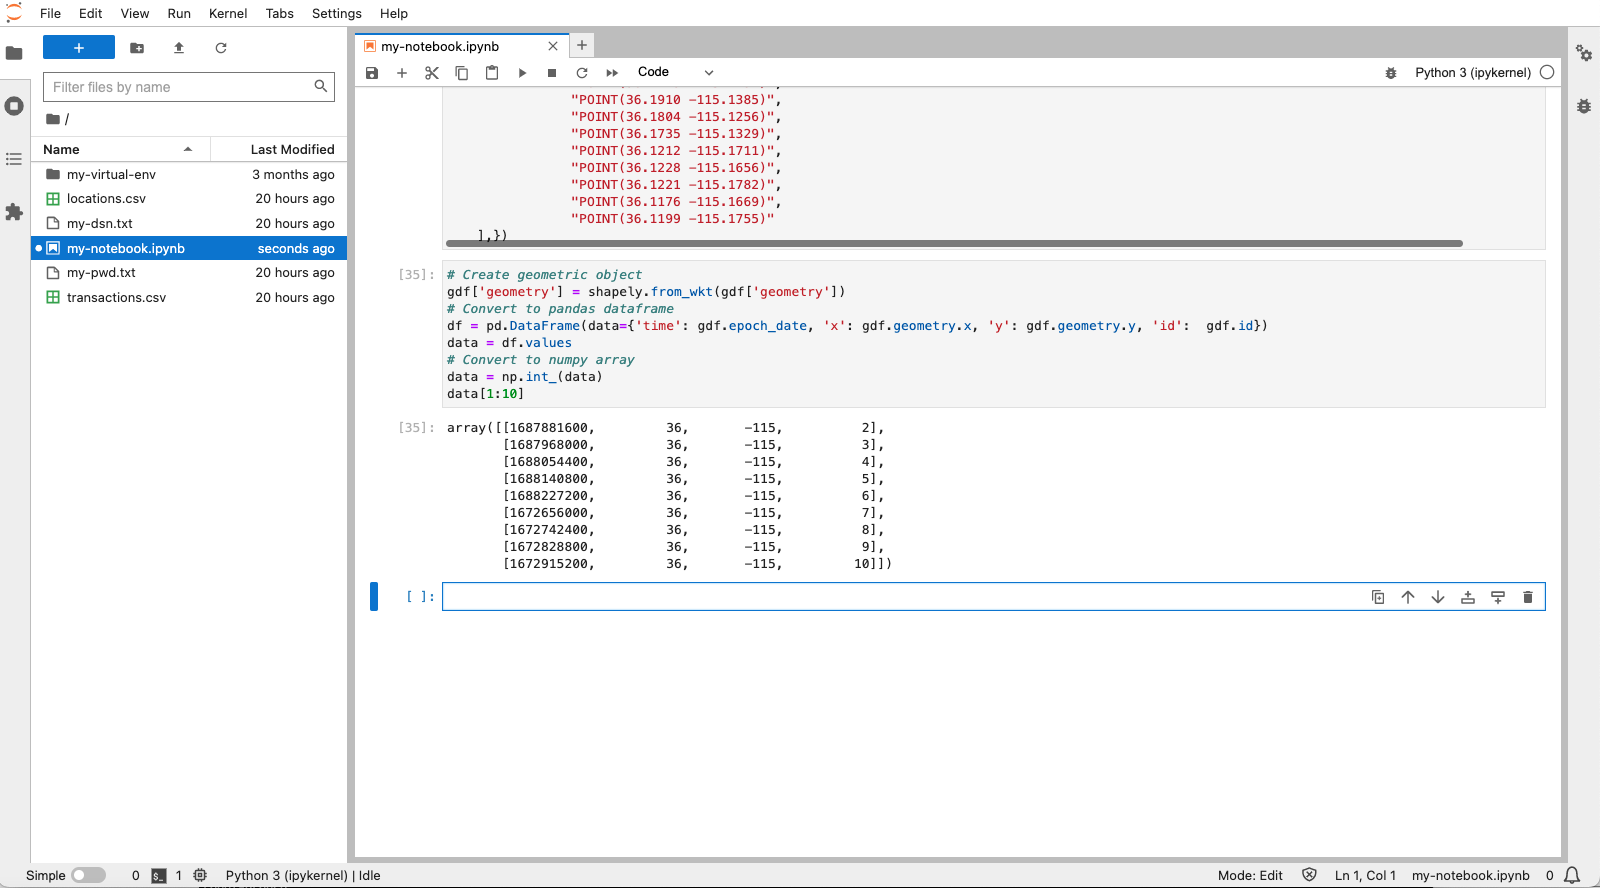 File Edit View Run Kernel Tabs Settings Help
Filter files by name
/
Name Last Modified
my-virtual-env 3 months ago
locations.csv 20 hours ago
my-dsn.txt 20 hours ago
my-notebook.ipynb seconds ago
my-pwd.txt 20 hours ago
transactions.csv 20 hours ago
my-notebook.ipynb
Code Python 3 (ipykernel)
"POINT(36.1910 -115.1385)",
"POINT(36.1804 -115.1256)",
"POINT(36.1735 -115.1329)",
"POINT(36.1212 -115.1711)",
"POINT(36.1228 -115.1656)",
"POINT(36.1221 -115.1782)",
"POINT(36.1176 -115.1669)",
"POINT(36.1199 -115.1755)"
],})
[35]: # Create geometric object
gdf['geometry'] = shapely.from_wkt(gdf['geometry'])
# Convert to pandas dataframe
df = pd.DataFrame(data={'time': gdf.epoch_date, 'x': gdf.geometry.x, 'y': gdf.geometry.y, 'id':  gdf.id})
data = df.values
# Convert to numpy array
data = np.int_(data)
data[1:10]
[35]: array([[1687881600,         36,       -115,          2],
[1687968000,         36,       -115,          3],
[1688054400,         36,       -115,          4],
[1688140800,         36,       -115,          5],
[1688227200,         36,       -115,          6],
[1672656000,         36,       -115,          7],
[1672742400,         36,       -115,          8],
[1672828800,         36,       -115,          9],
[1672915200,         36,       -115,         10]])
[ ]:
Simple 0 $_ 1 Python 3 (ipykernel) | Idle Mode: Edit Ln 1, Col 1 my-notebook.ipynb 0